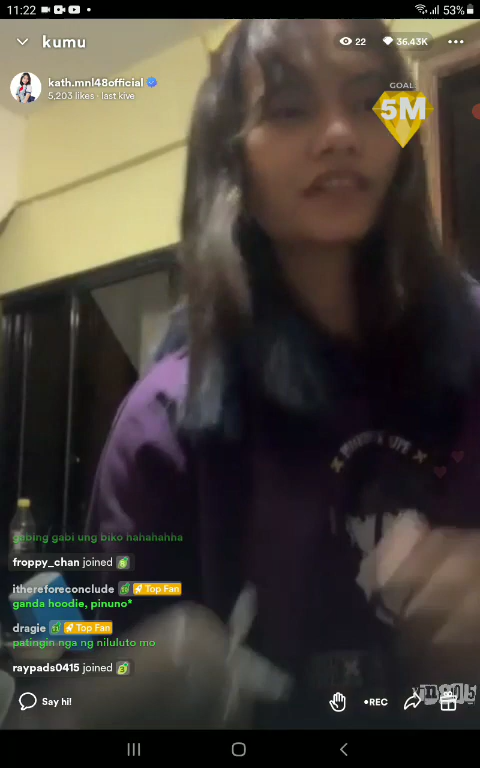 11:22
53%
kumu
22
36.43K
kath.mnl48official
5,203 likes · last kive
GOAL
5M
gabing gabi ung biko hahahahha
froppy_chan joined
ithereforeconclude Top Fan
ganda hoodie, pinuno*
dragie Top Fan
patingin nga ng niluluto mo
raypads0415 joined
Say hi!
•REC